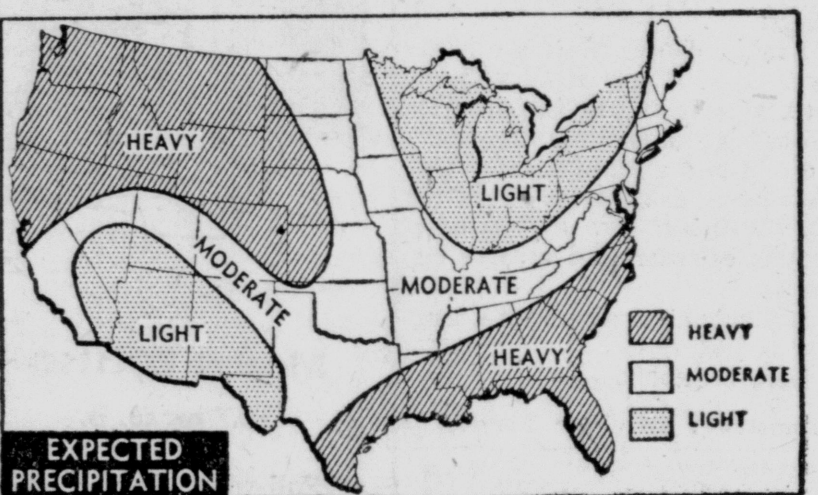 HEAVY
LIGHT
MODERATE
MODERATE
LIGHT
HEAVY
HEAVY
MODERATE
LIGHT
EXPECTED
PRECIPITATION